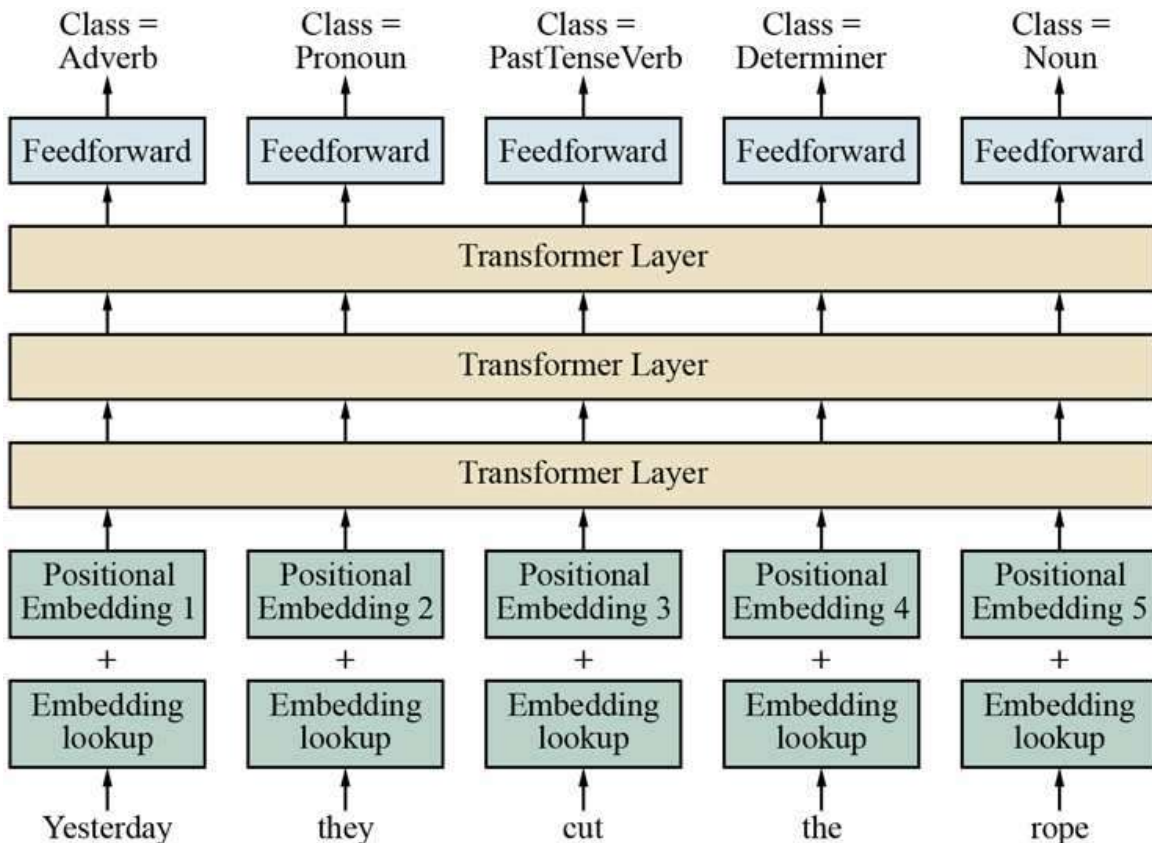 Class = Class = Class = Class = Class =
Adverb Pronoun PastTenseVerb Determiner Noun
Feedforward Feedforward Feedforward Feedforward Feedforward
Transformer Layer
Transformer Layer
Transformer Layer
Positional Positional Positional Positional Positional
Embedding 1 Embedding 2 Embedding 3 Embedding 4 Embedding 5
+ + + + +
Embedding Embedding Embedding Embedding Embedding
lookup lookup lookup lookup lookup
Yesterday they cut the rope